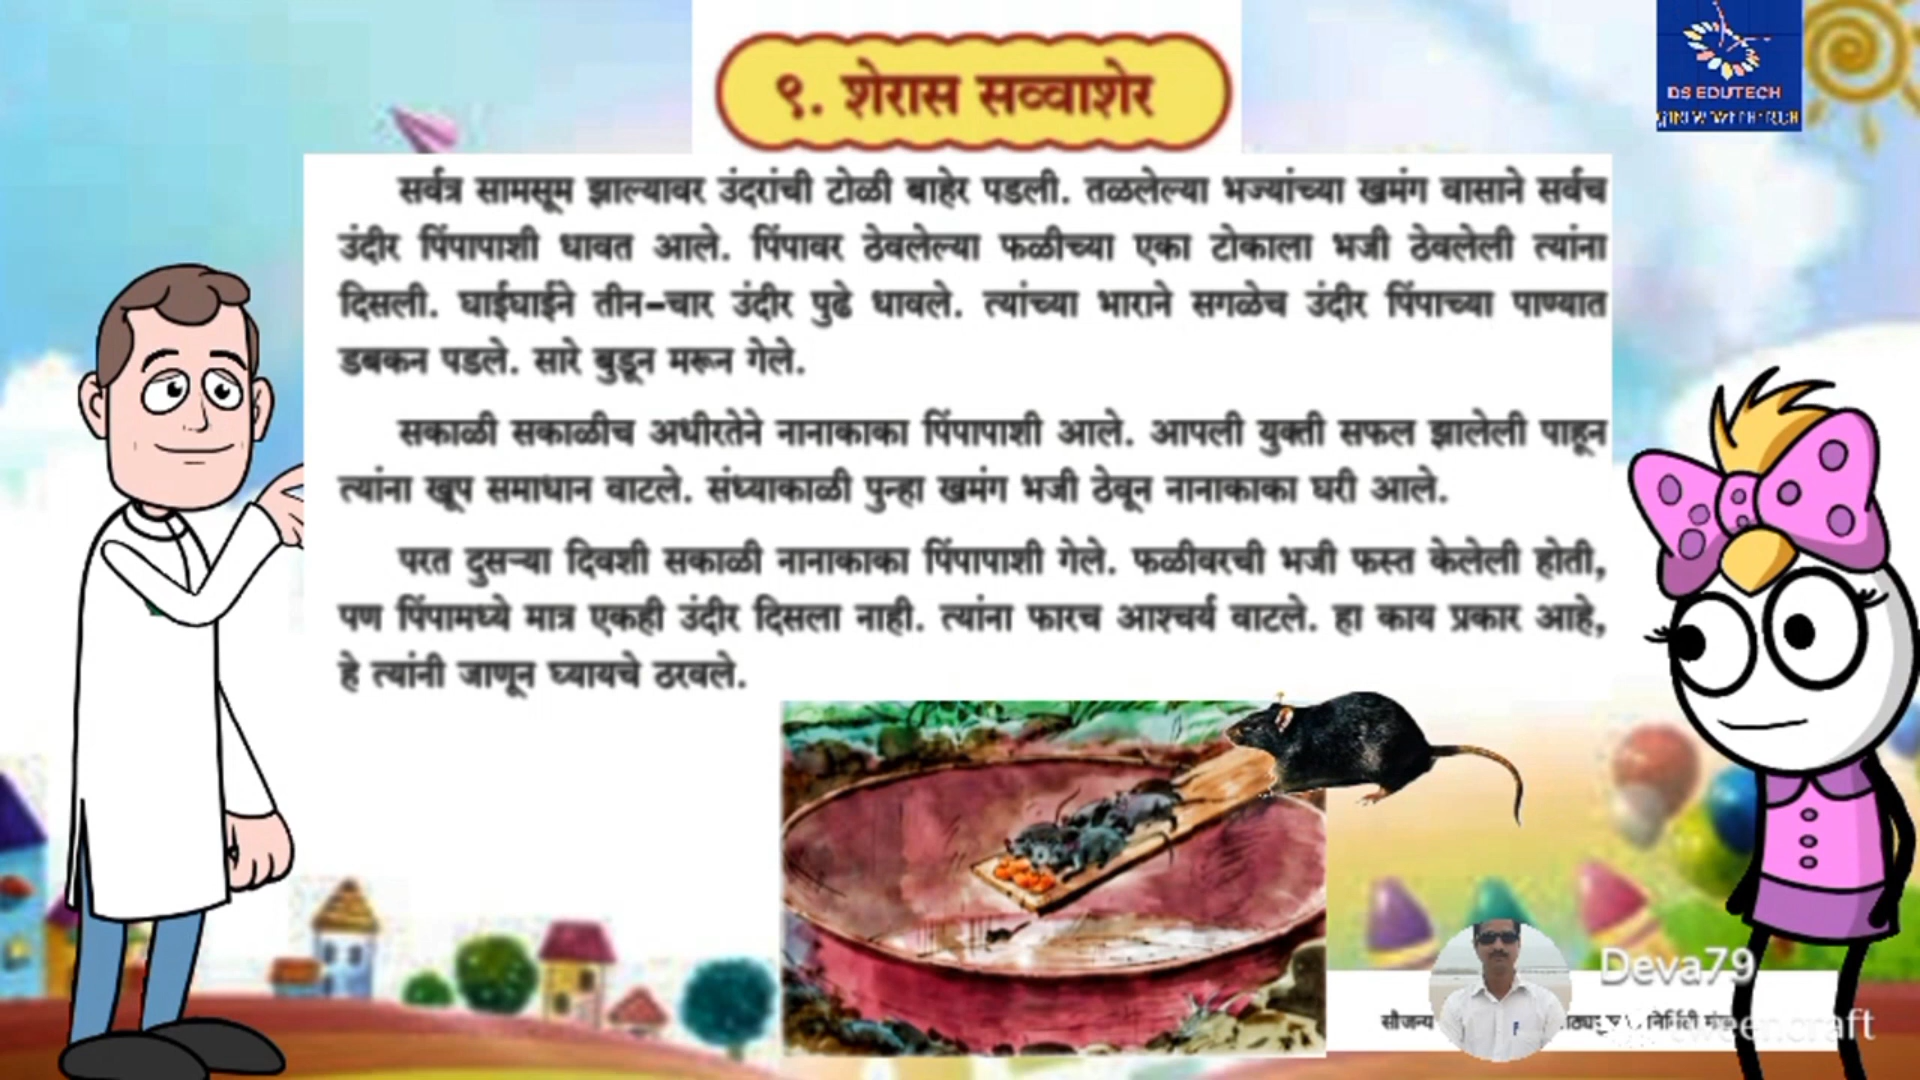 ९. शेरास सव्वाशेर
DS EDUTECH
सर्वत्र सामसूम झाल्यावर उंदरांची टोळी बाहेर पडली. तळलेल्या भज्यांच्या खमंग वासाने सर्वच
उंदीर पिंपापाशी धावत आले. पिंपावर ठेवलेल्या फळीच्या एका टोकाला भजी ठेवलेली त्यांना
दिसली. घाईघाईने तीन-चार उंदीर पुढे धावले. त्यांच्या भाराने सगळेच उंदीर पिंपाच्या पाण्यात
डबकन पडले. सारे बुडून मरून गेले.
सकाळी सकाळीच अधीरतेने नानाकाका पिंपापाशी आले. आपली युक्ती सफल झालेली पाहून
त्यांना खूप समाधान वाटले. संध्याकाळी पुन्हा खमंग भजी ठेवून नानाकाका घरी आले.
परत दुसऱ्या दिवशी सकाळी नानाकाका पिंपापाशी गेले. फळीवरची भजी फस्त केलेली होती,
पण पिंपामध्ये मात्र एकही उंदीर दिसला नाही. त्यांना फारच आश्चर्य वाटले. हा काय प्रकार आहे,
हे त्यांनी जाणून घ्यायचे ठरवले.
Deva79
सौजन्य